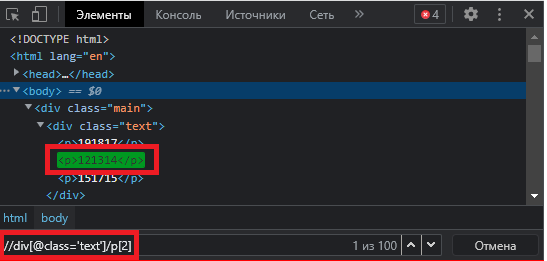 Элементы Консоль Источники Сеть » 4
<!DOCTYPE html>
<html lang="en">
<head>…</head>
<body> == $0
<div class="main">
<div class="text">
<p>191817</p>
<p>121314</p>
<p>151715</p>
</div>
html body
//div[@class='text']/p[2] 1 из 100 Отмена